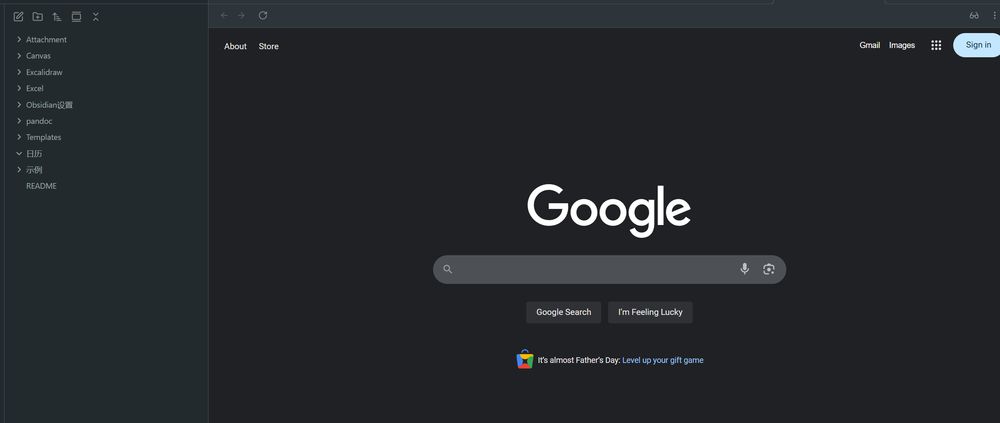 Attachment
Canvas
Excalidraw
Excel
Obsidian设置
pandoc
Templates
日历
示例
README
About Store
Gmail Images Sign in
Google
Google Search I'm Feeling Lucky
It's almost Father's Day: Level up your gift game